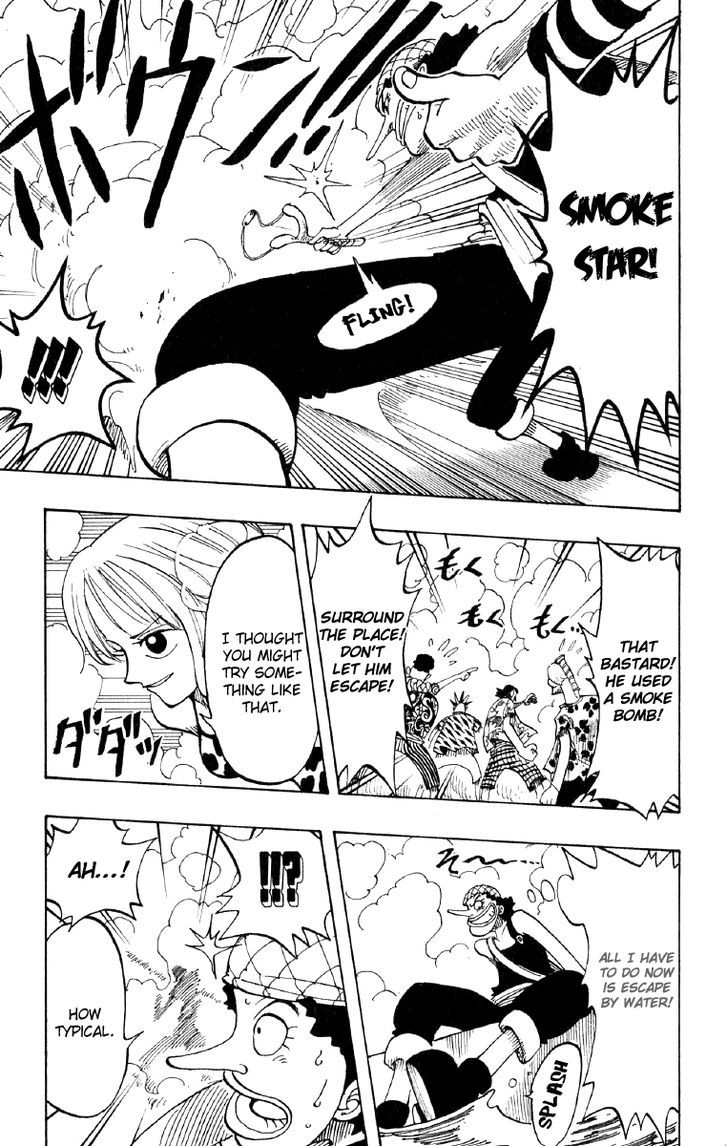 SMOKE
STAR!
ボウン!!
FLING!
!!!
THAT
BASTARD!
HE USED
A SMOKE
BOMB!
もく
もく
もく...
SURROUND
THE PLACE!
DON'T
LET HIM
ESCAPE!
I THOUGHT
YOU MIGHT
TRY SOME-
THING LIKE
THAT.
ダダッ
ALL I HAVE
TO DO NOW
IS ESCAPE
BY WATER!
SPLASH
!!?
AH...!
HOW
TYPICAL.